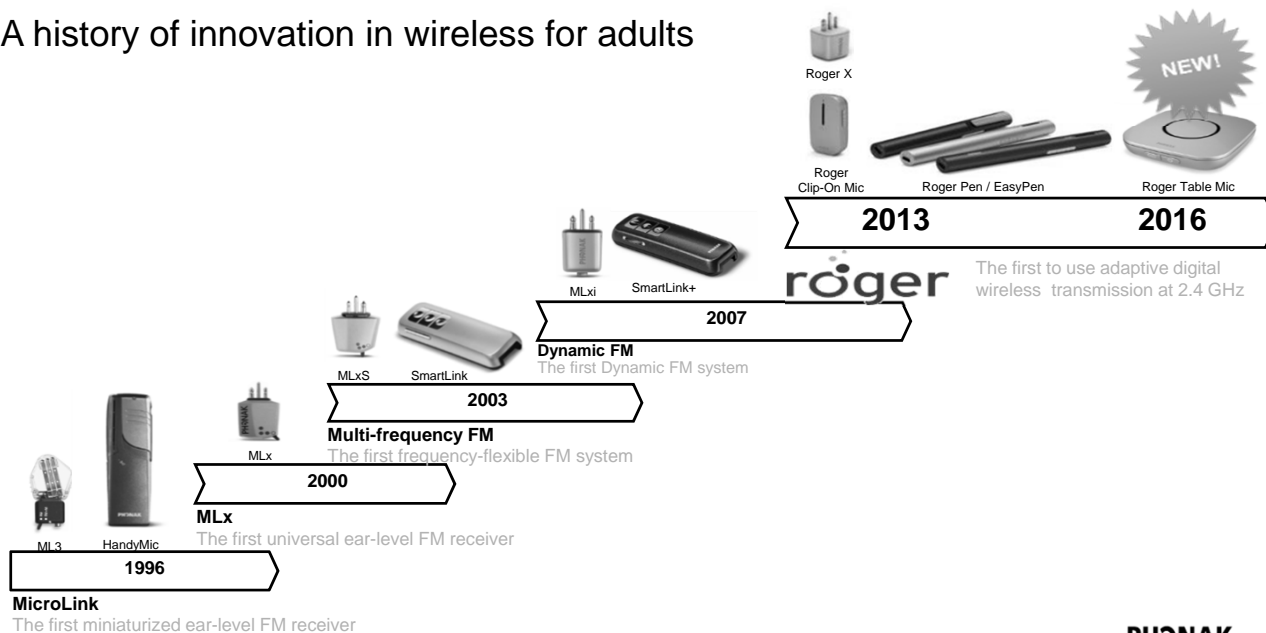 A history of innovation in wireless for adults
NEW!
Roger X
Roger
Clip-On Mic
Roger Pen / EasyPen
Roger Table Mic
2013
2016
roger
The first to use adaptive digital
wireless transmission at 2.4 GHz
MLxi
SmartLink+
2007
Dynamic FM
The first Dynamic FM system
MLxS
SmartLink
2003
Multi-frequency FM
The first frequency-flexible FM system
PHONAK
MLx
2000
MLx
The first universal ear-level FM receiver
PHONAK
ML3
HandyMic
1996
MicroLink
The first miniaturized ear-level FM receiver
PHONAK